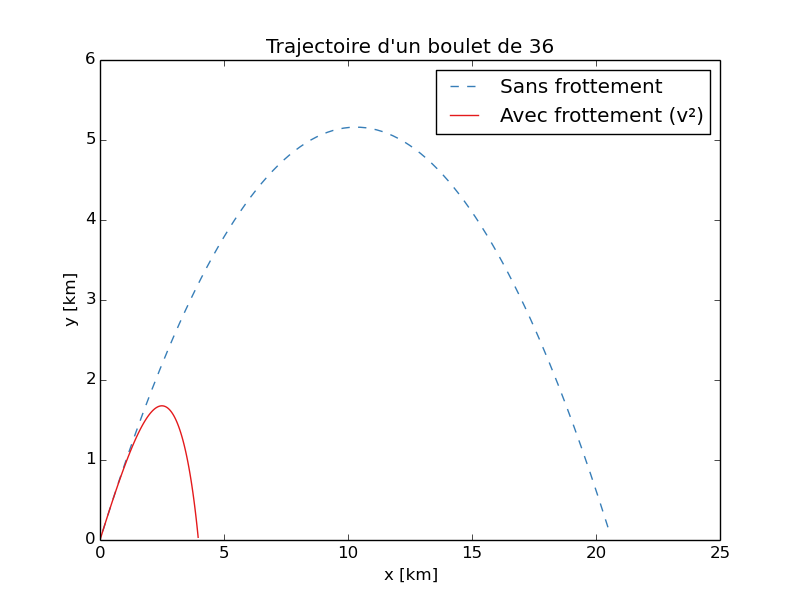 Trajectoire d'un boulet de 36
Sans frottement
Avec frottement (v²)
6
5
4
3
2
1
0
y [km]
0 5 10 15 20 25
x [km]